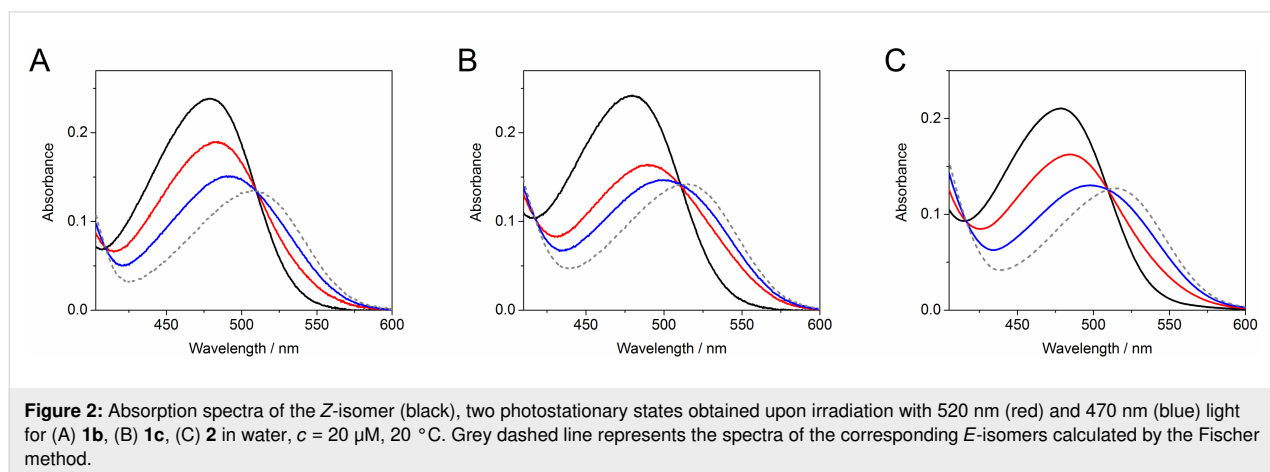 A
B
C
Absorbance
0.2
0.1
0.0
450
500
550
600
Wavelength / nm
Absorbance
0.2
0.1
0.0
450
500
550
600
Wavelength / nm
Absorbance
0.2
0.1
0.0
450
500
550
600
Wavelength / nm
Figure 2: Absorption spectra of the Z-isomer (black), two photostationary states obtained upon irradiation with 520 nm (red) and 470 nm (blue) light
for (A) 1b, (B) 1c, (C) 2 in water, c = 20 µM, 20 °C. Grey dashed line represents the spectra of the corresponding E-isomers calculated by the Fischer
method.